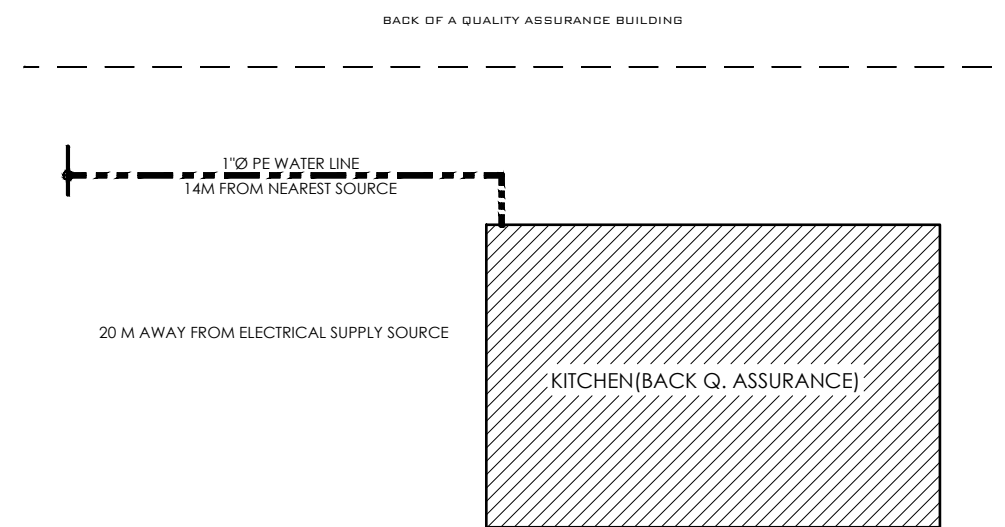 BACK OF A QUALITY ASSURANCE BUILDING
1"Ø PE WATER LINE
14M FROM NEAREST SOURCE
20 M AWAY FROM ELECTRICAL SUPPLY SOURCE
KITCHEN(BACK Q. ASSURANCE)